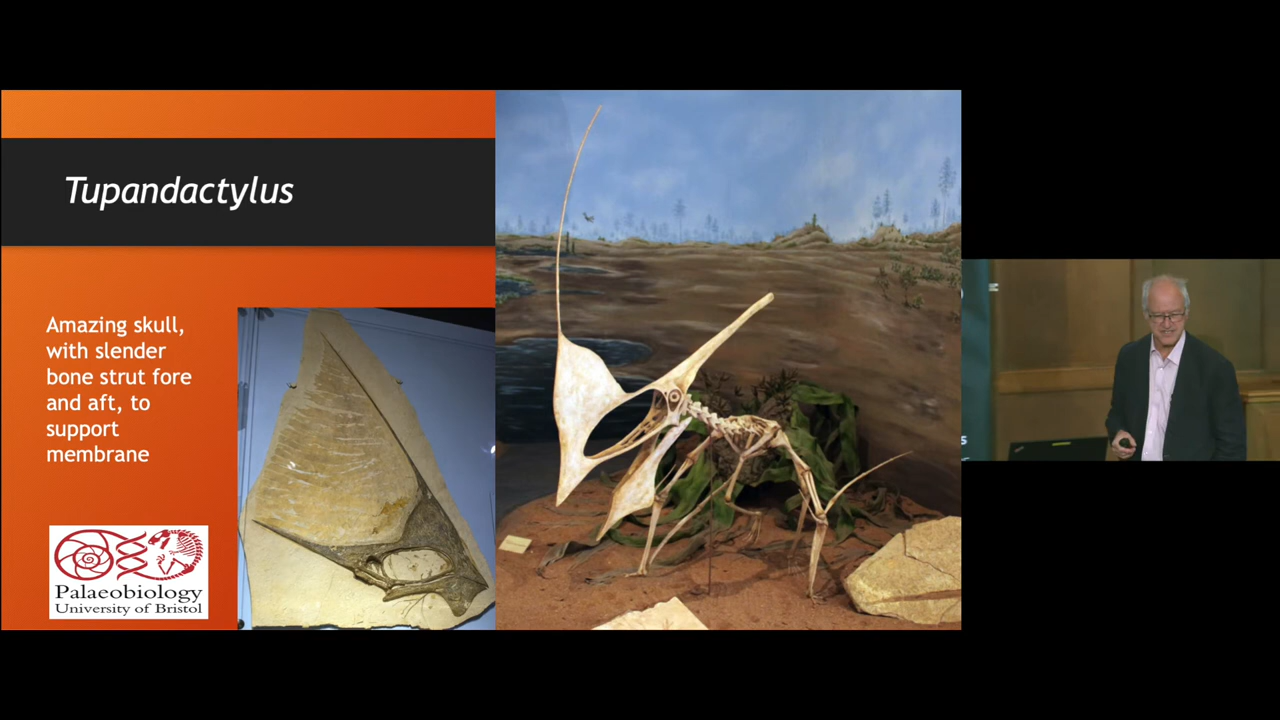 Tupandactylus
Amazing skull,
with slender
bone strut fore
and aft, to
support
membrane
Palaeobiology
University of Bristol